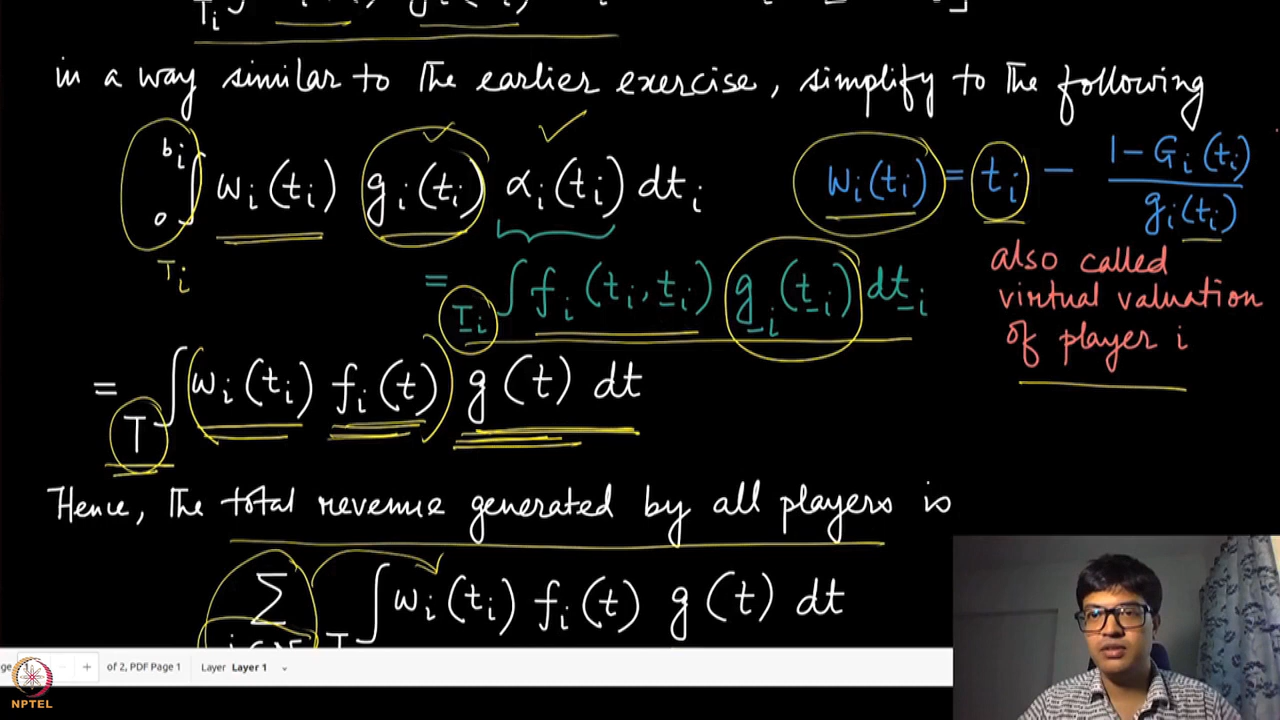 in a way similar to the earlier exercise, simplify to the following
∫₀^{bᵢ} wᵢ(tᵢ) gᵢ(tᵢ) αᵢ(tᵢ) dtᵢ
Tᵢ
wᵢ(tᵢ) = tᵢ - (1-Gᵢ(tᵢ))/gᵢ(tᵢ)
also called
virtual valuation
of player i
= ∫_{T̲ᵢ} fᵢ(tᵢ, t̲ᵢ) g̲ᵢ(t̲ᵢ) dt̲ᵢ
= ∫_T wᵢ(tᵢ) fᵢ(t) g(t) dt
Hence, the total revenue generated by all players is
∑ ∫_T wᵢ(tᵢ) fᵢ(t) g(t) dt
of 2, PDF Page 1 Layer Layer 1
NPTEL